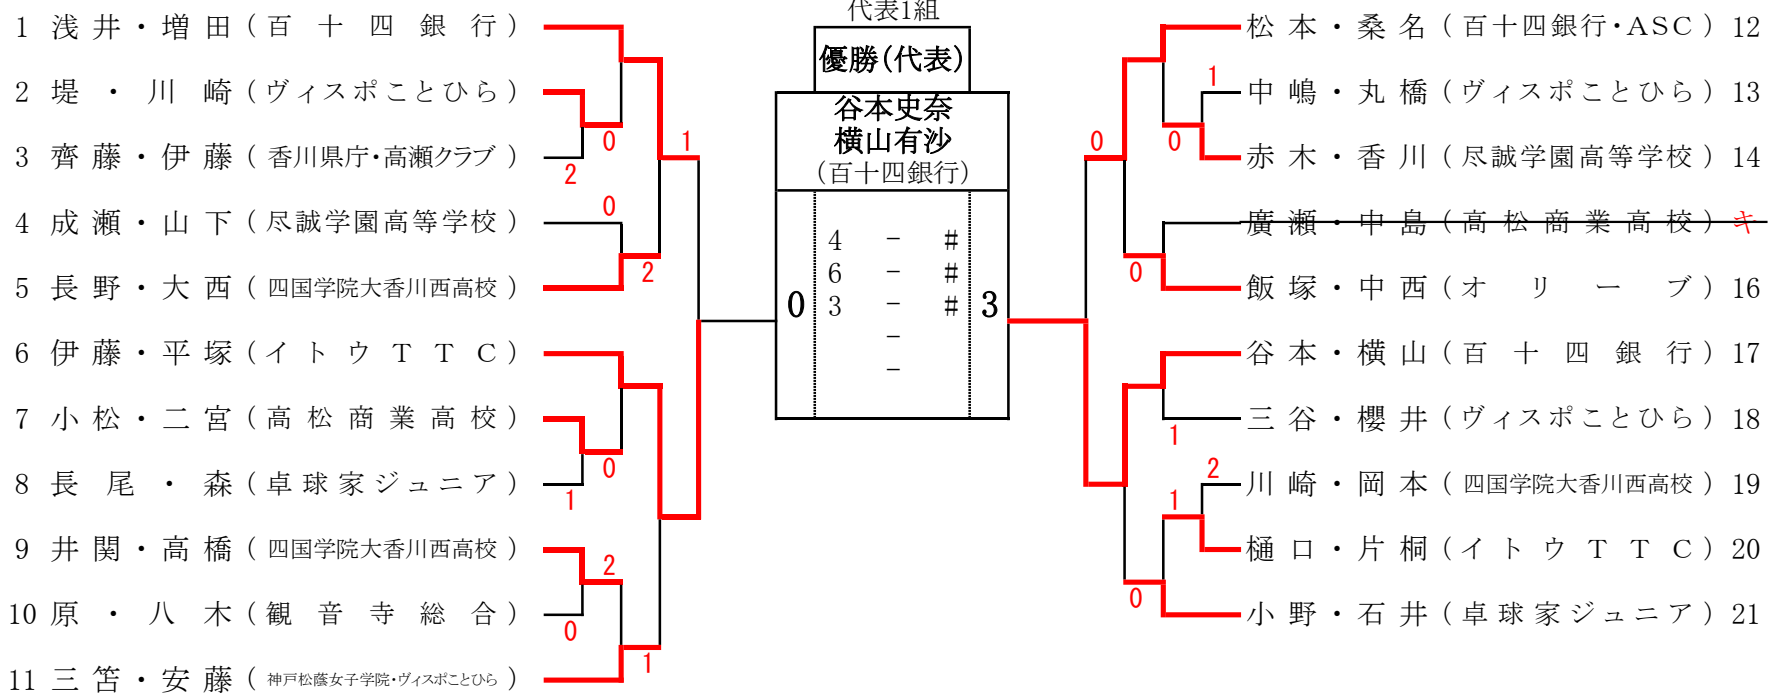 1 浅井・増田(百十四銀行)
2 堤・川崎(ヴィスポことひら)
0
3 齊藤・伊藤(香川県庁・高瀬クラブ)
2
1
4 成瀬・山下(尽誠学園高等学校)
0
5 長野・大西(四国学院大香川西高校)
2
6 伊藤・平塚(イトウTTC)
7 小松・二宮(高松商業高校)
0
8 長尾・森(卓球家ジュニア)
1
9 井関・高橋(四国学院大香川西高校)
2
10 原・八木(観音寺総合)
0
11 三笘・安藤(神戸松蔭女子学院・ヴィスポことひら)
1
代表1組
優勝(代表)
谷本史奈
横山有沙
(百十四銀行)
4 - #
6 - #
0 3 - # 3
-
-
松本・桑名(百十四銀行・ASC) 12
1
中嶋・丸橋(ヴィスポことひら) 13
0 0
赤木・香川(尽誠学園高等学校) 14
廣瀬・中島(高松商業高校) キ
0
飯塚・中西(オリーブ) 16
谷本・横山(百十四銀行) 17
三谷・櫻井(ヴィスポことひら) 18
1
2
川崎・岡本(四国学院大香川西高校) 19
1
樋口・片桐(イトウTTC) 20
0
小野・石井(卓球家ジュニア) 21